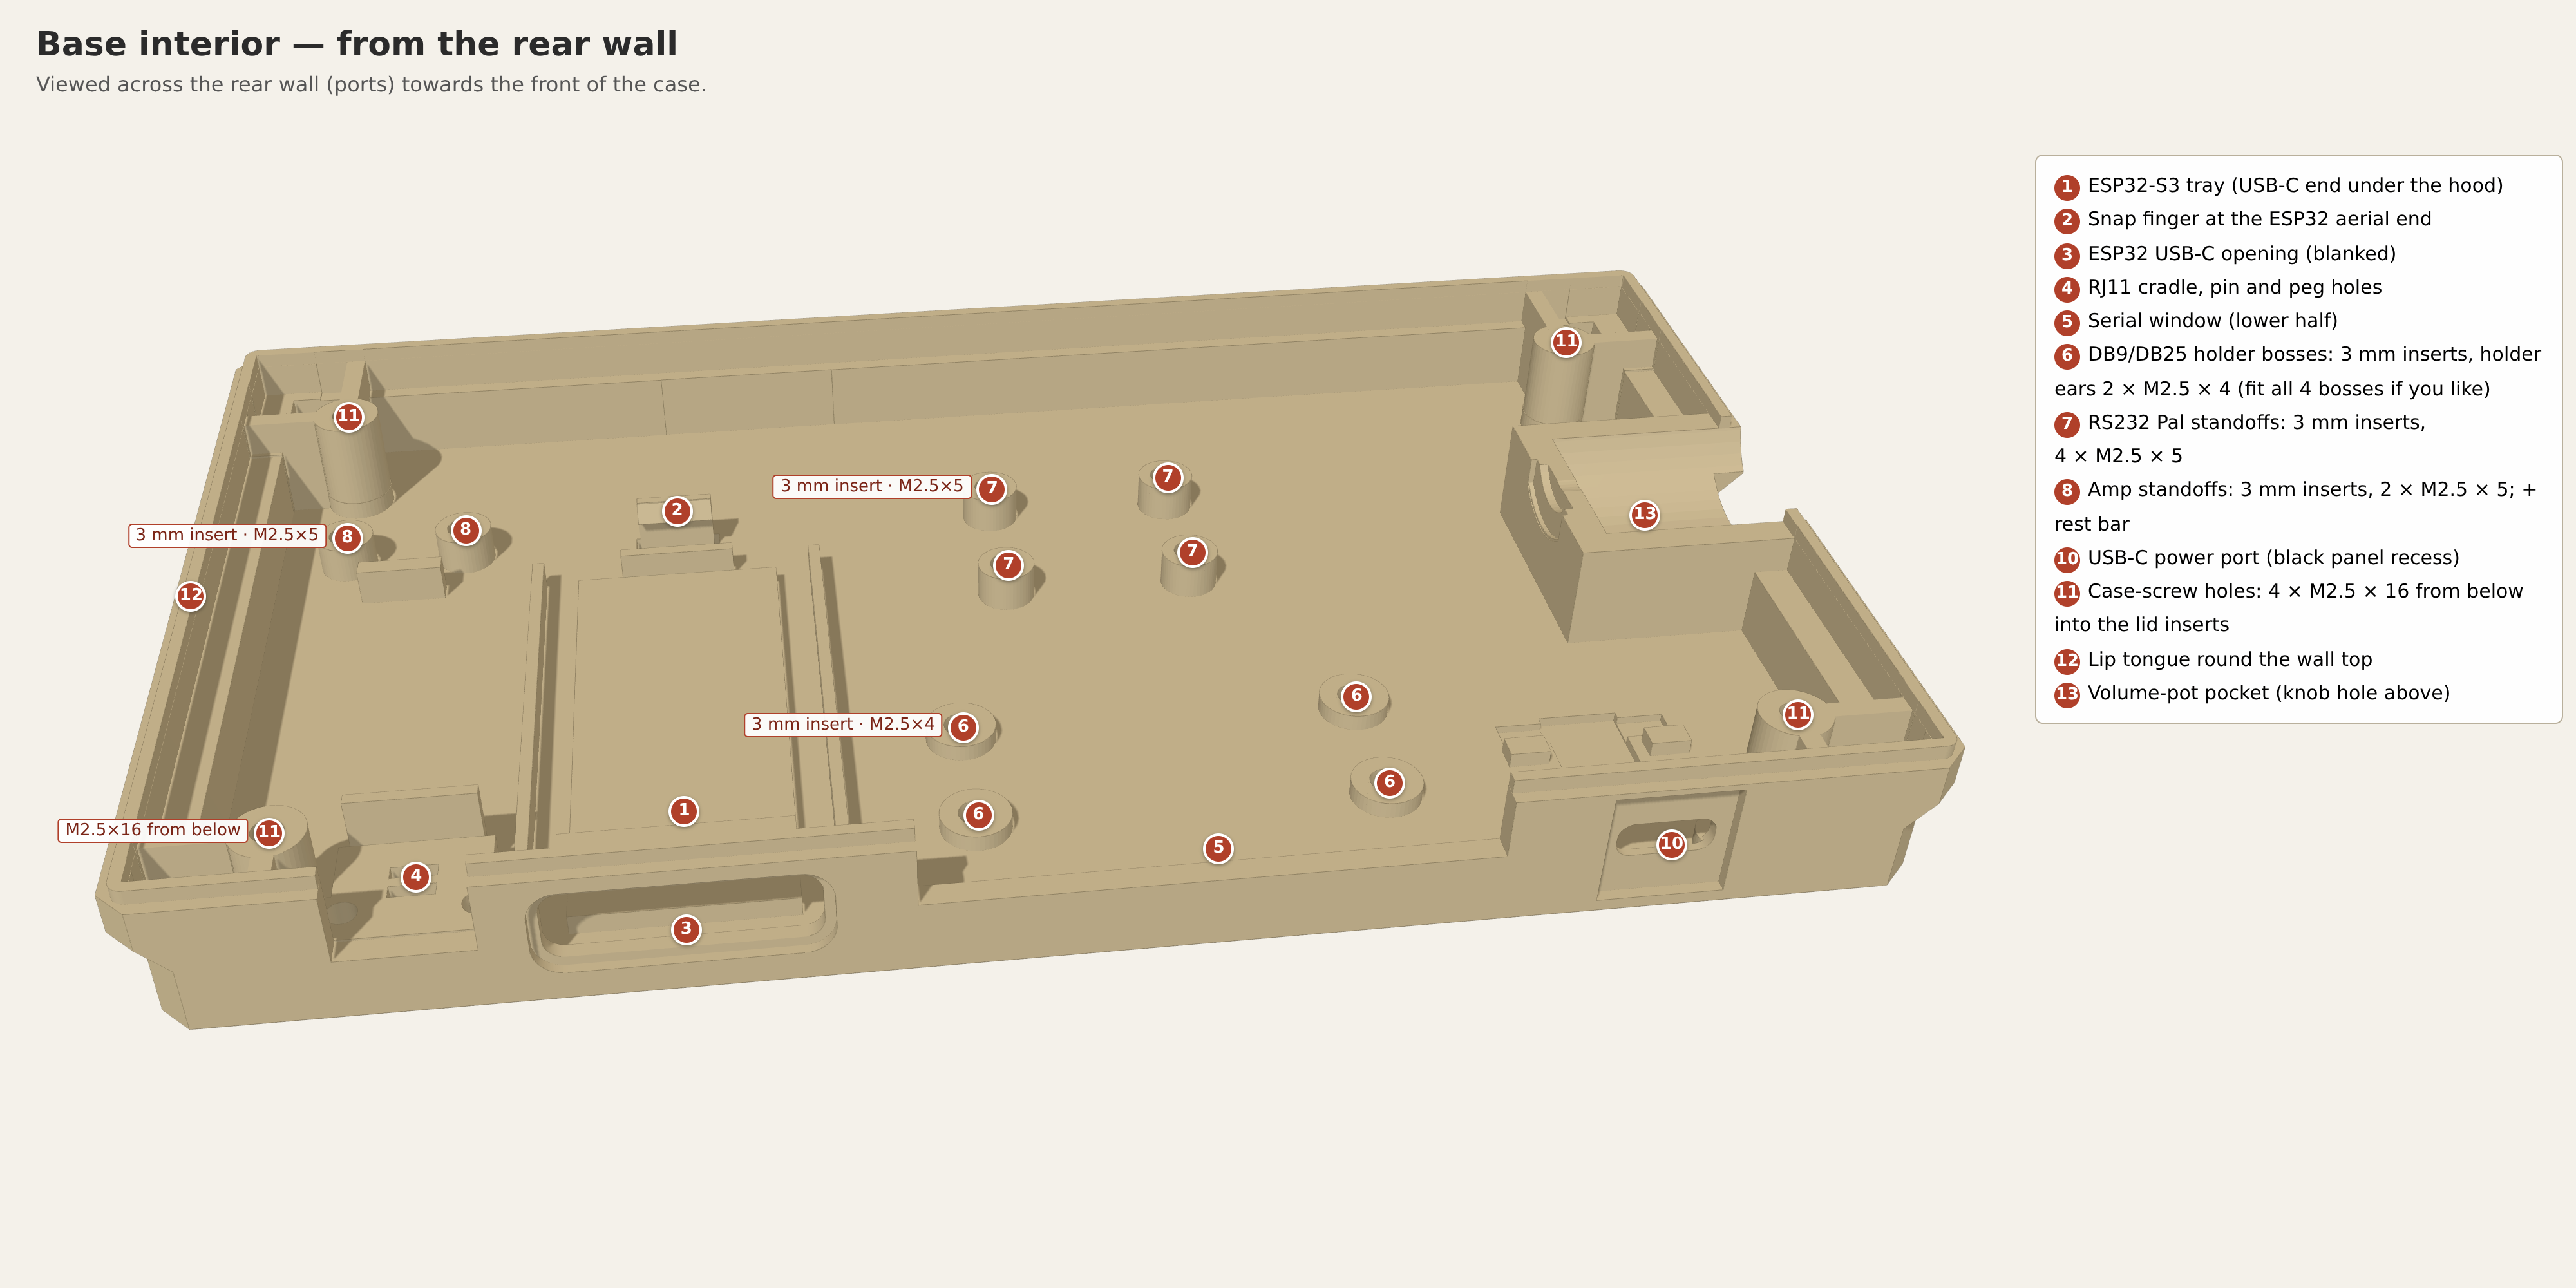 Base interior — from the rear wall
Viewed across the rear wall (ports) towards the front of the case.
1 ESP32-S3 tray (USB-C end under the hood)
2 Snap finger at the ESP32 aerial end
3 ESP32 USB-C opening (blanked)
4 RJ11 cradle, pin and peg holes
5 Serial window (lower half)
6 DB9/DB25 holder bosses: 3 mm inserts, holder
ears 2 × M2.5 × 4 (fit all 4 bosses if you like)
7 RS232 Pal standoffs: 3 mm inserts,
4 × M2.5 × 5
8 Amp standoffs: 3 mm inserts, 2 × M2.5 × 5; +
rest bar
10 USB-C power port (black panel recess)
11 Case-screw holes: 4 × M2.5 × 16 from below
into the lid inserts
12 Lip tongue round the wall top
13 Volume-pot pocket (knob hole above)
11
11
3 mm insert · M2.5×5 7
7
2
13
3 mm insert · M2.5×5 8
8
7
7
12
6
3 mm insert · M2.5×4 6
11
6
1
6
M2.5×16 from below 11
10
5
4
3